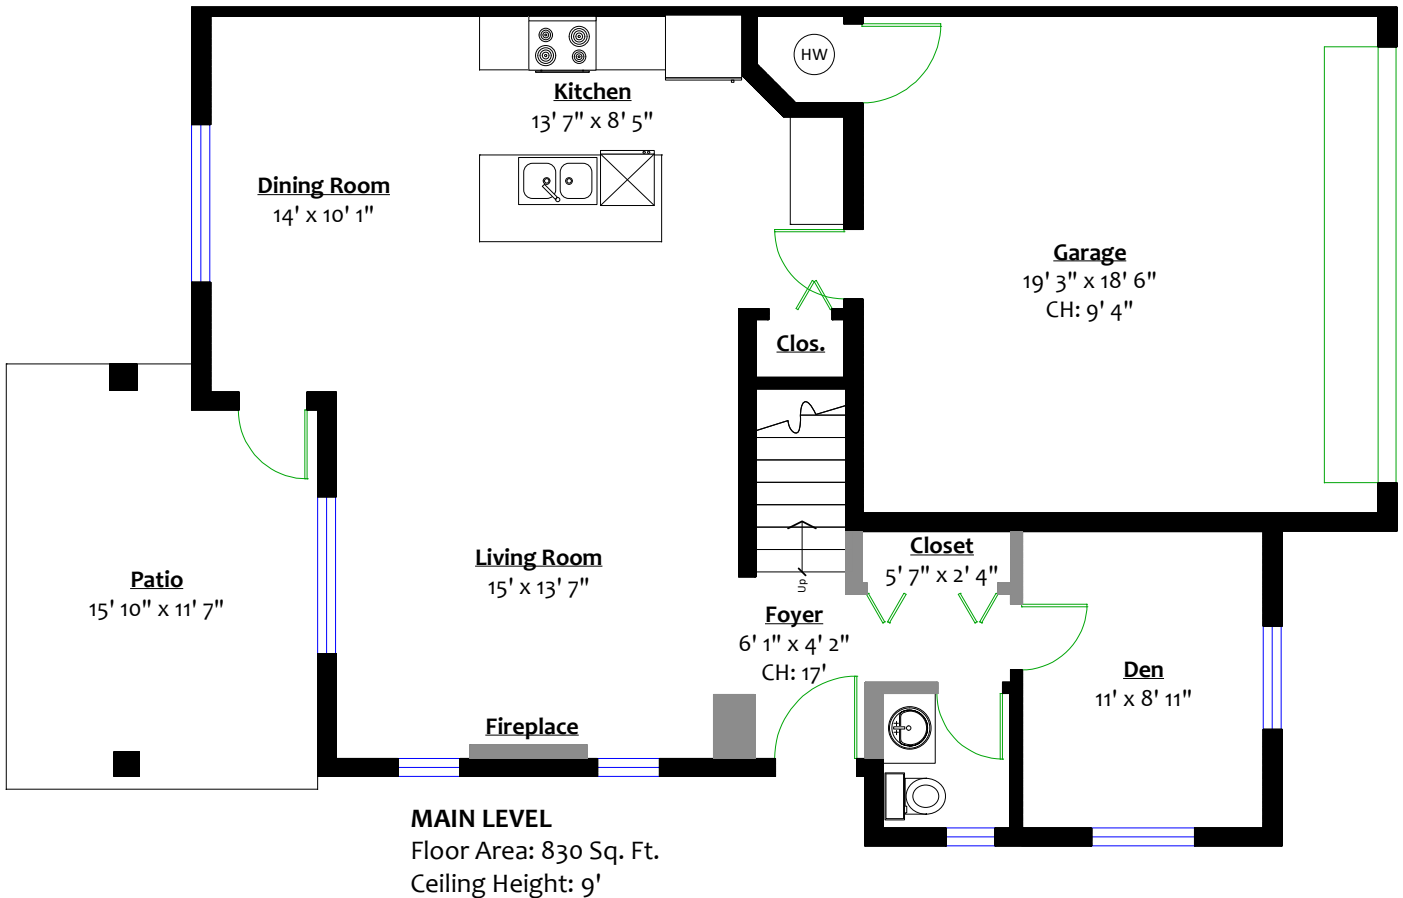 HW
Kitchen
13' 7" x 8' 5"
Dining Room
14' x 10' 1"
Garage
19' 3" x 18' 6"
CH: 9' 4"
Clos.
Living Room
15' x 13' 7"
Closet
5' 7" x 2' 4"
Patio
15' 10" x 11' 7"
Up
Foyer
6' 1" x 4' 2"
CH: 17'
Den
11' x 8' 11"
Fireplace
MAIN LEVEL
Floor Area: 830 Sq. Ft.
Ceiling Height: 9'